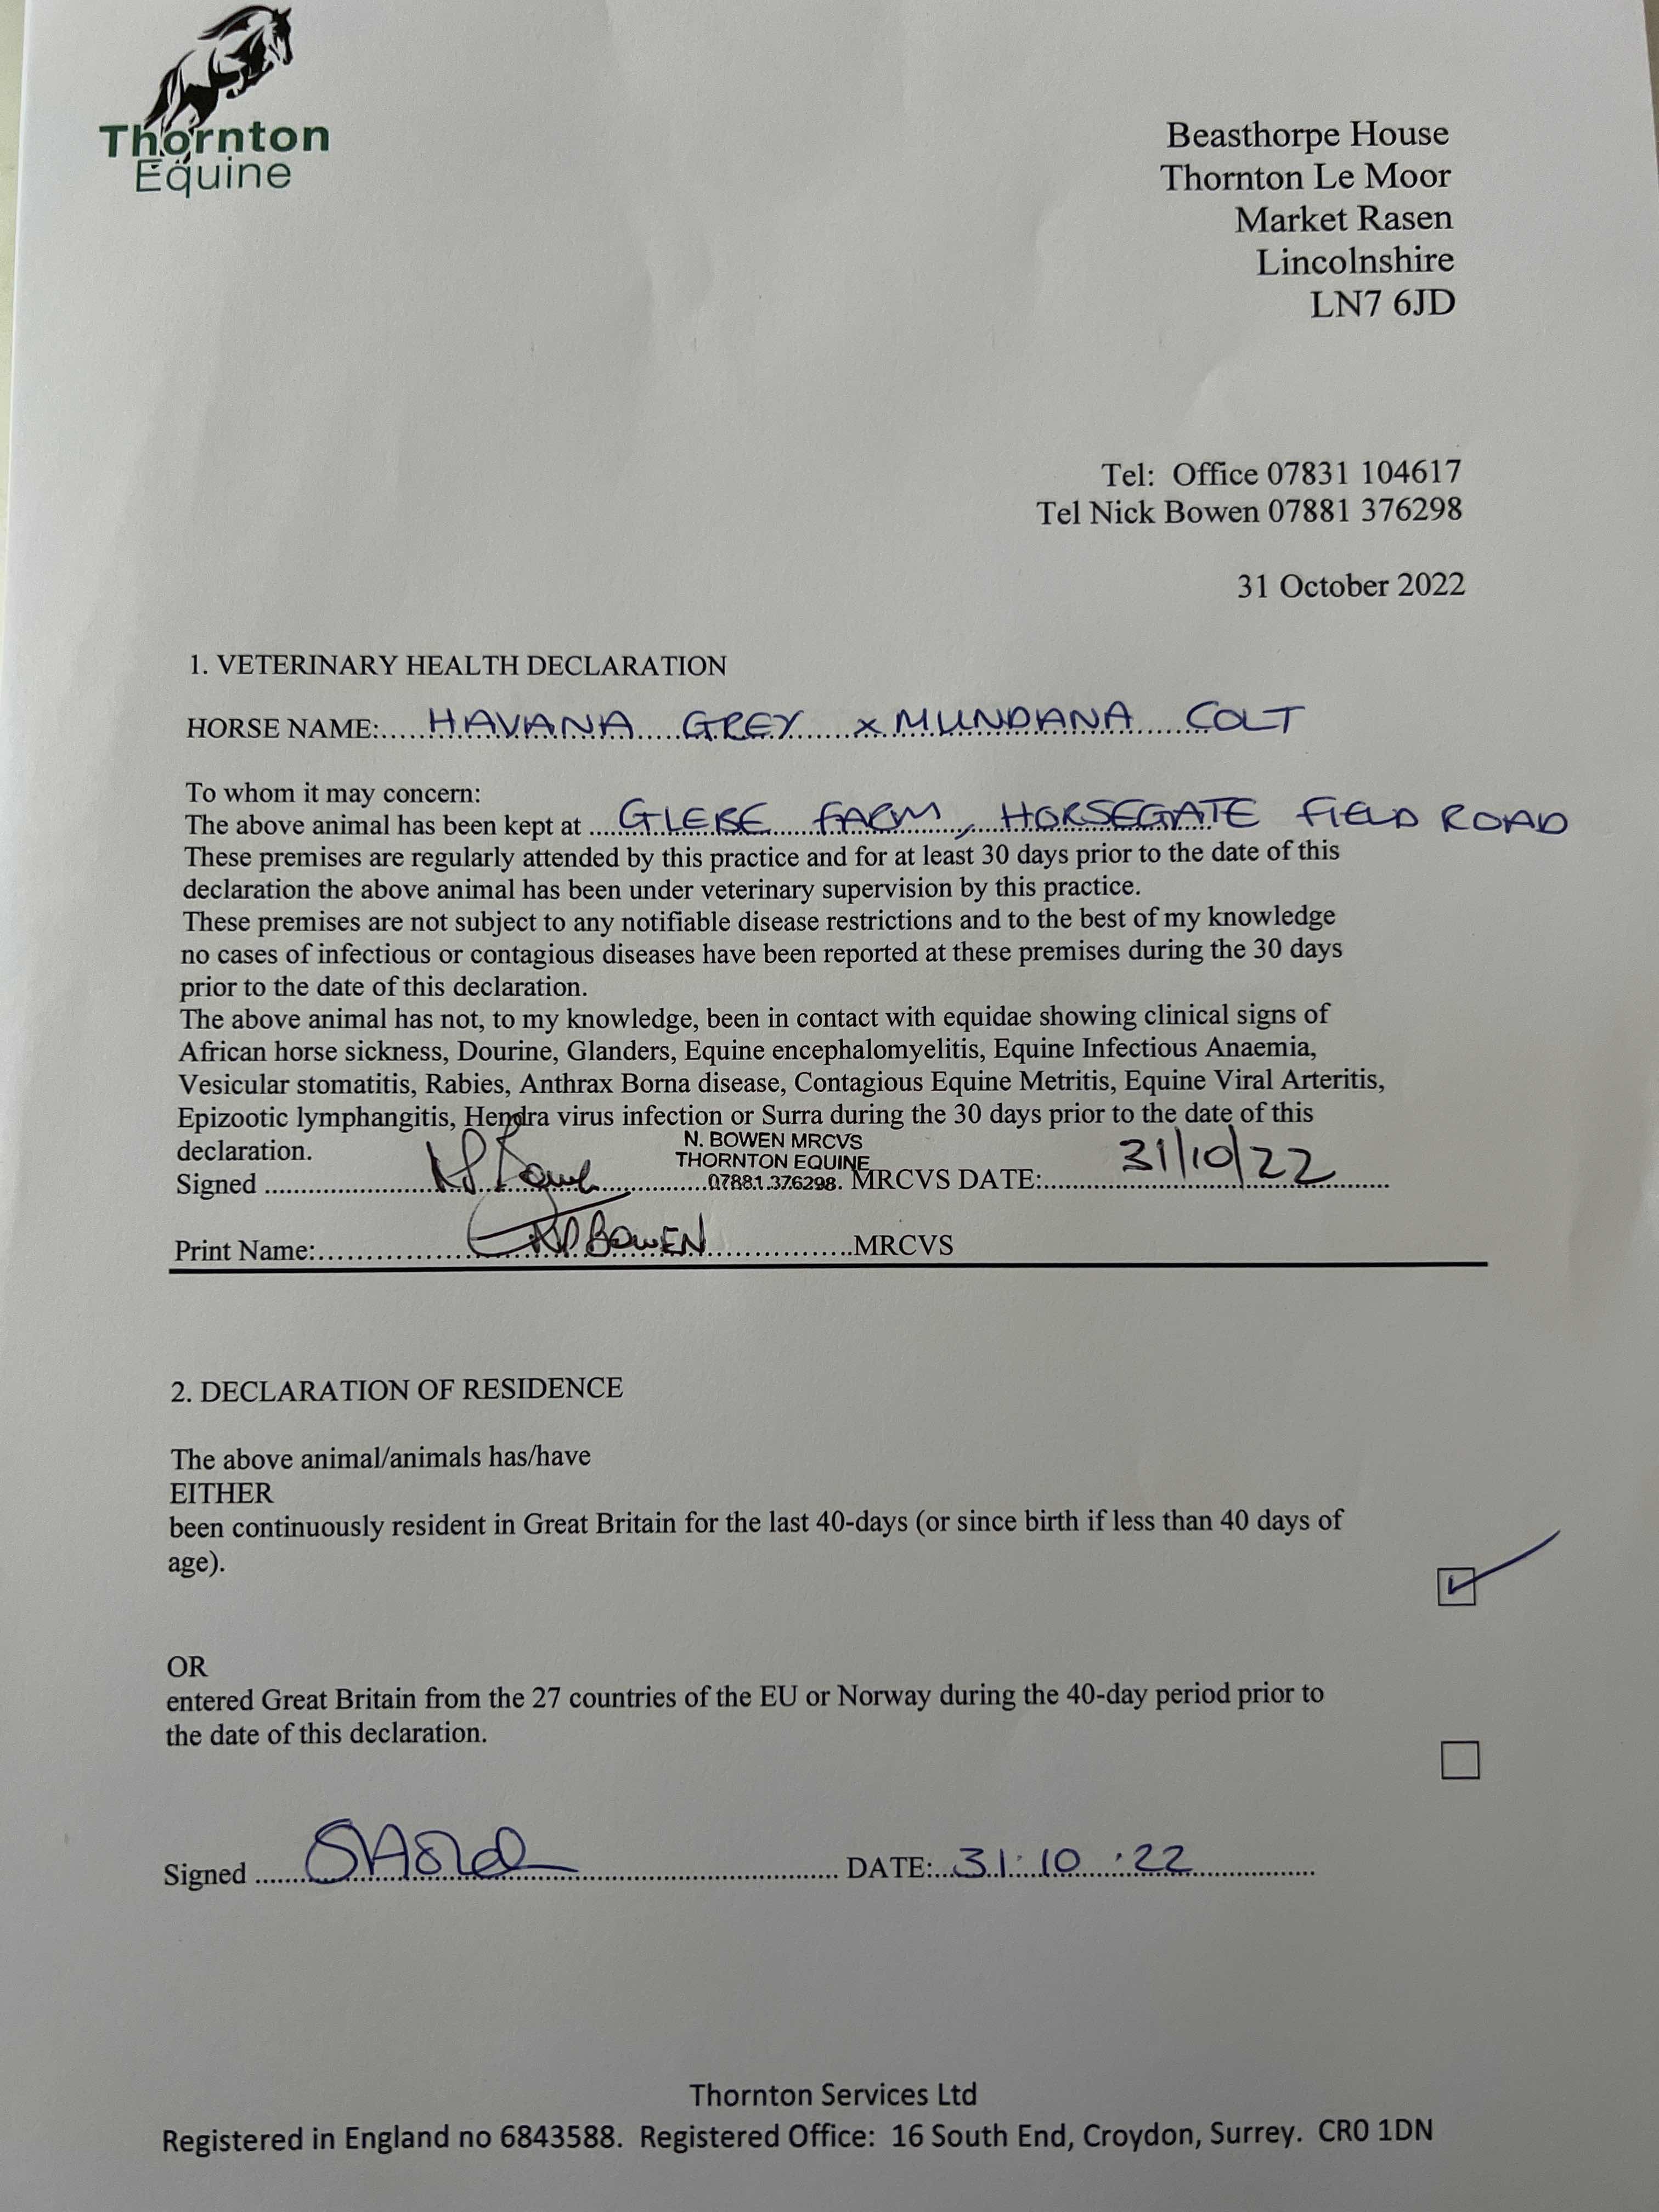 Thornton
Equine
Beasthorpe House
Thornton Le Moor
Market Rasen
Lincolnshire
LN7 6JD
Tel: Office 07831 104617
Tel Nick Bowen 07881 376298
31 October 2022
1. VETERINARY HEALTH DECLARATION
HORSE NAME:.....HAVANA GREY x MUNDANA COLT
To whom it may concern:
The above animal has been kept at .....GLEBE FARM, HORSEGATE FIELD ROAD
These premises are regularly attended by this practice and for at least 30 days prior to the date of this
declaration the above animal has been under veterinary supervision by this practice.
These premises are not subject to any notifiable disease restrictions and to the best of my knowledge
no cases of infectious or contagious diseases have been reported at these premises during the 30 days
prior to the date of this declaration.
The above animal has not, to my knowledge, been in contact with equidae showing clinical signs of
African horse sickness, Dourine, Glanders, Equine encephalomyelitis, Equine Infectious Anaemia,
Vesicular stomatitis, Rabies, Anthrax Borna disease, Contagious Equine Metritis, Equine Viral Arteritis,
Epizootic lymphangitis, Hendra virus infection or Surra during the 30 days prior to the date of this
declaration.
N. BOWEN MRCVS
THORNTON EQUINE
07881 376298
Signed ..... MRCVS DATE:.....31/10/22
Print Name:..... BOWEN .....MRCVS
2. DECLARATION OF RESIDENCE
The above animal/animals has/have
EITHER
been continuously resident in Great Britain for the last 40-days (or since birth if less than 40 days of
age).
OR
entered Great Britain from the 27 countries of the EU or Norway during the 40-day period prior to
the date of this declaration.
Signed ..... DATE:...31.10.22
Thornton Services Ltd
Registered in England no 6843588. Registered Office: 16 South End, Croydon, Surrey. CR0 1DN